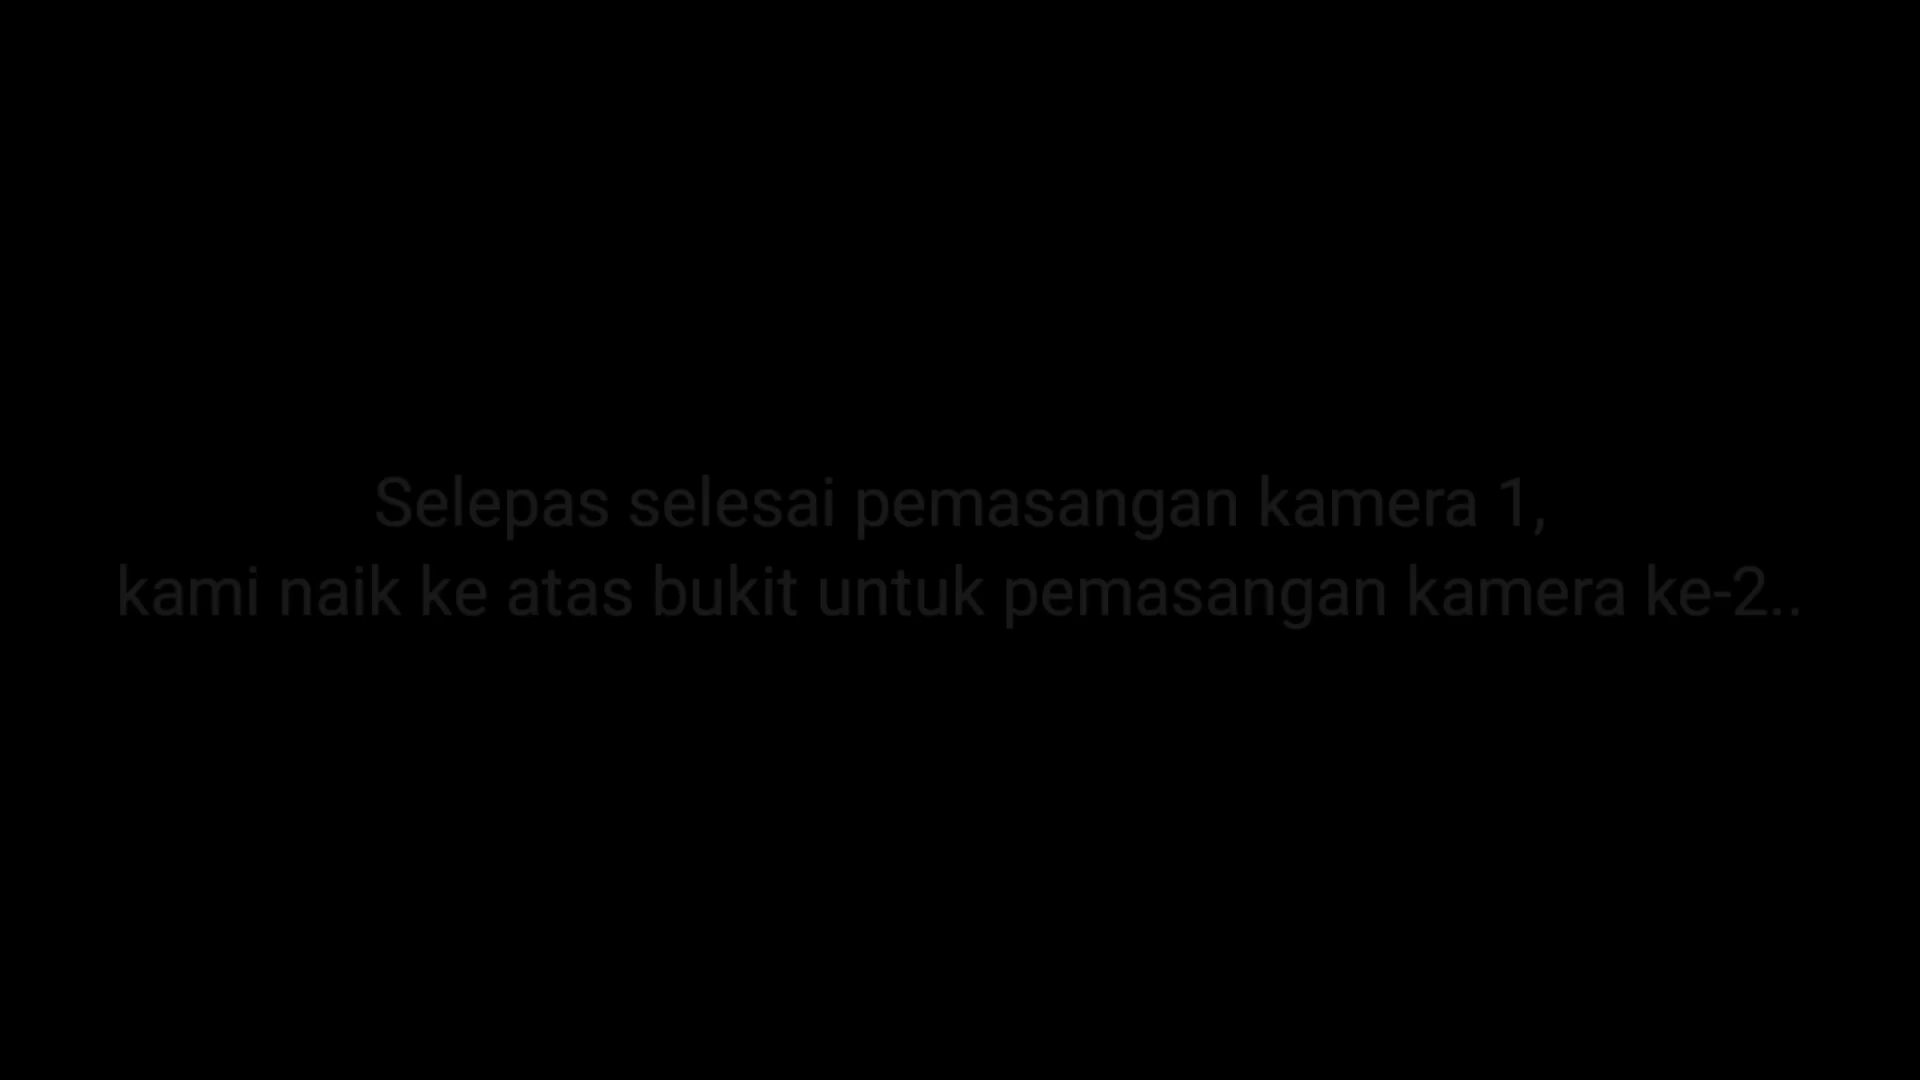 Selepas selesai pemasangan kamera 1,
kami naik ke atas bukit untuk pemasangan kamera ke-2..